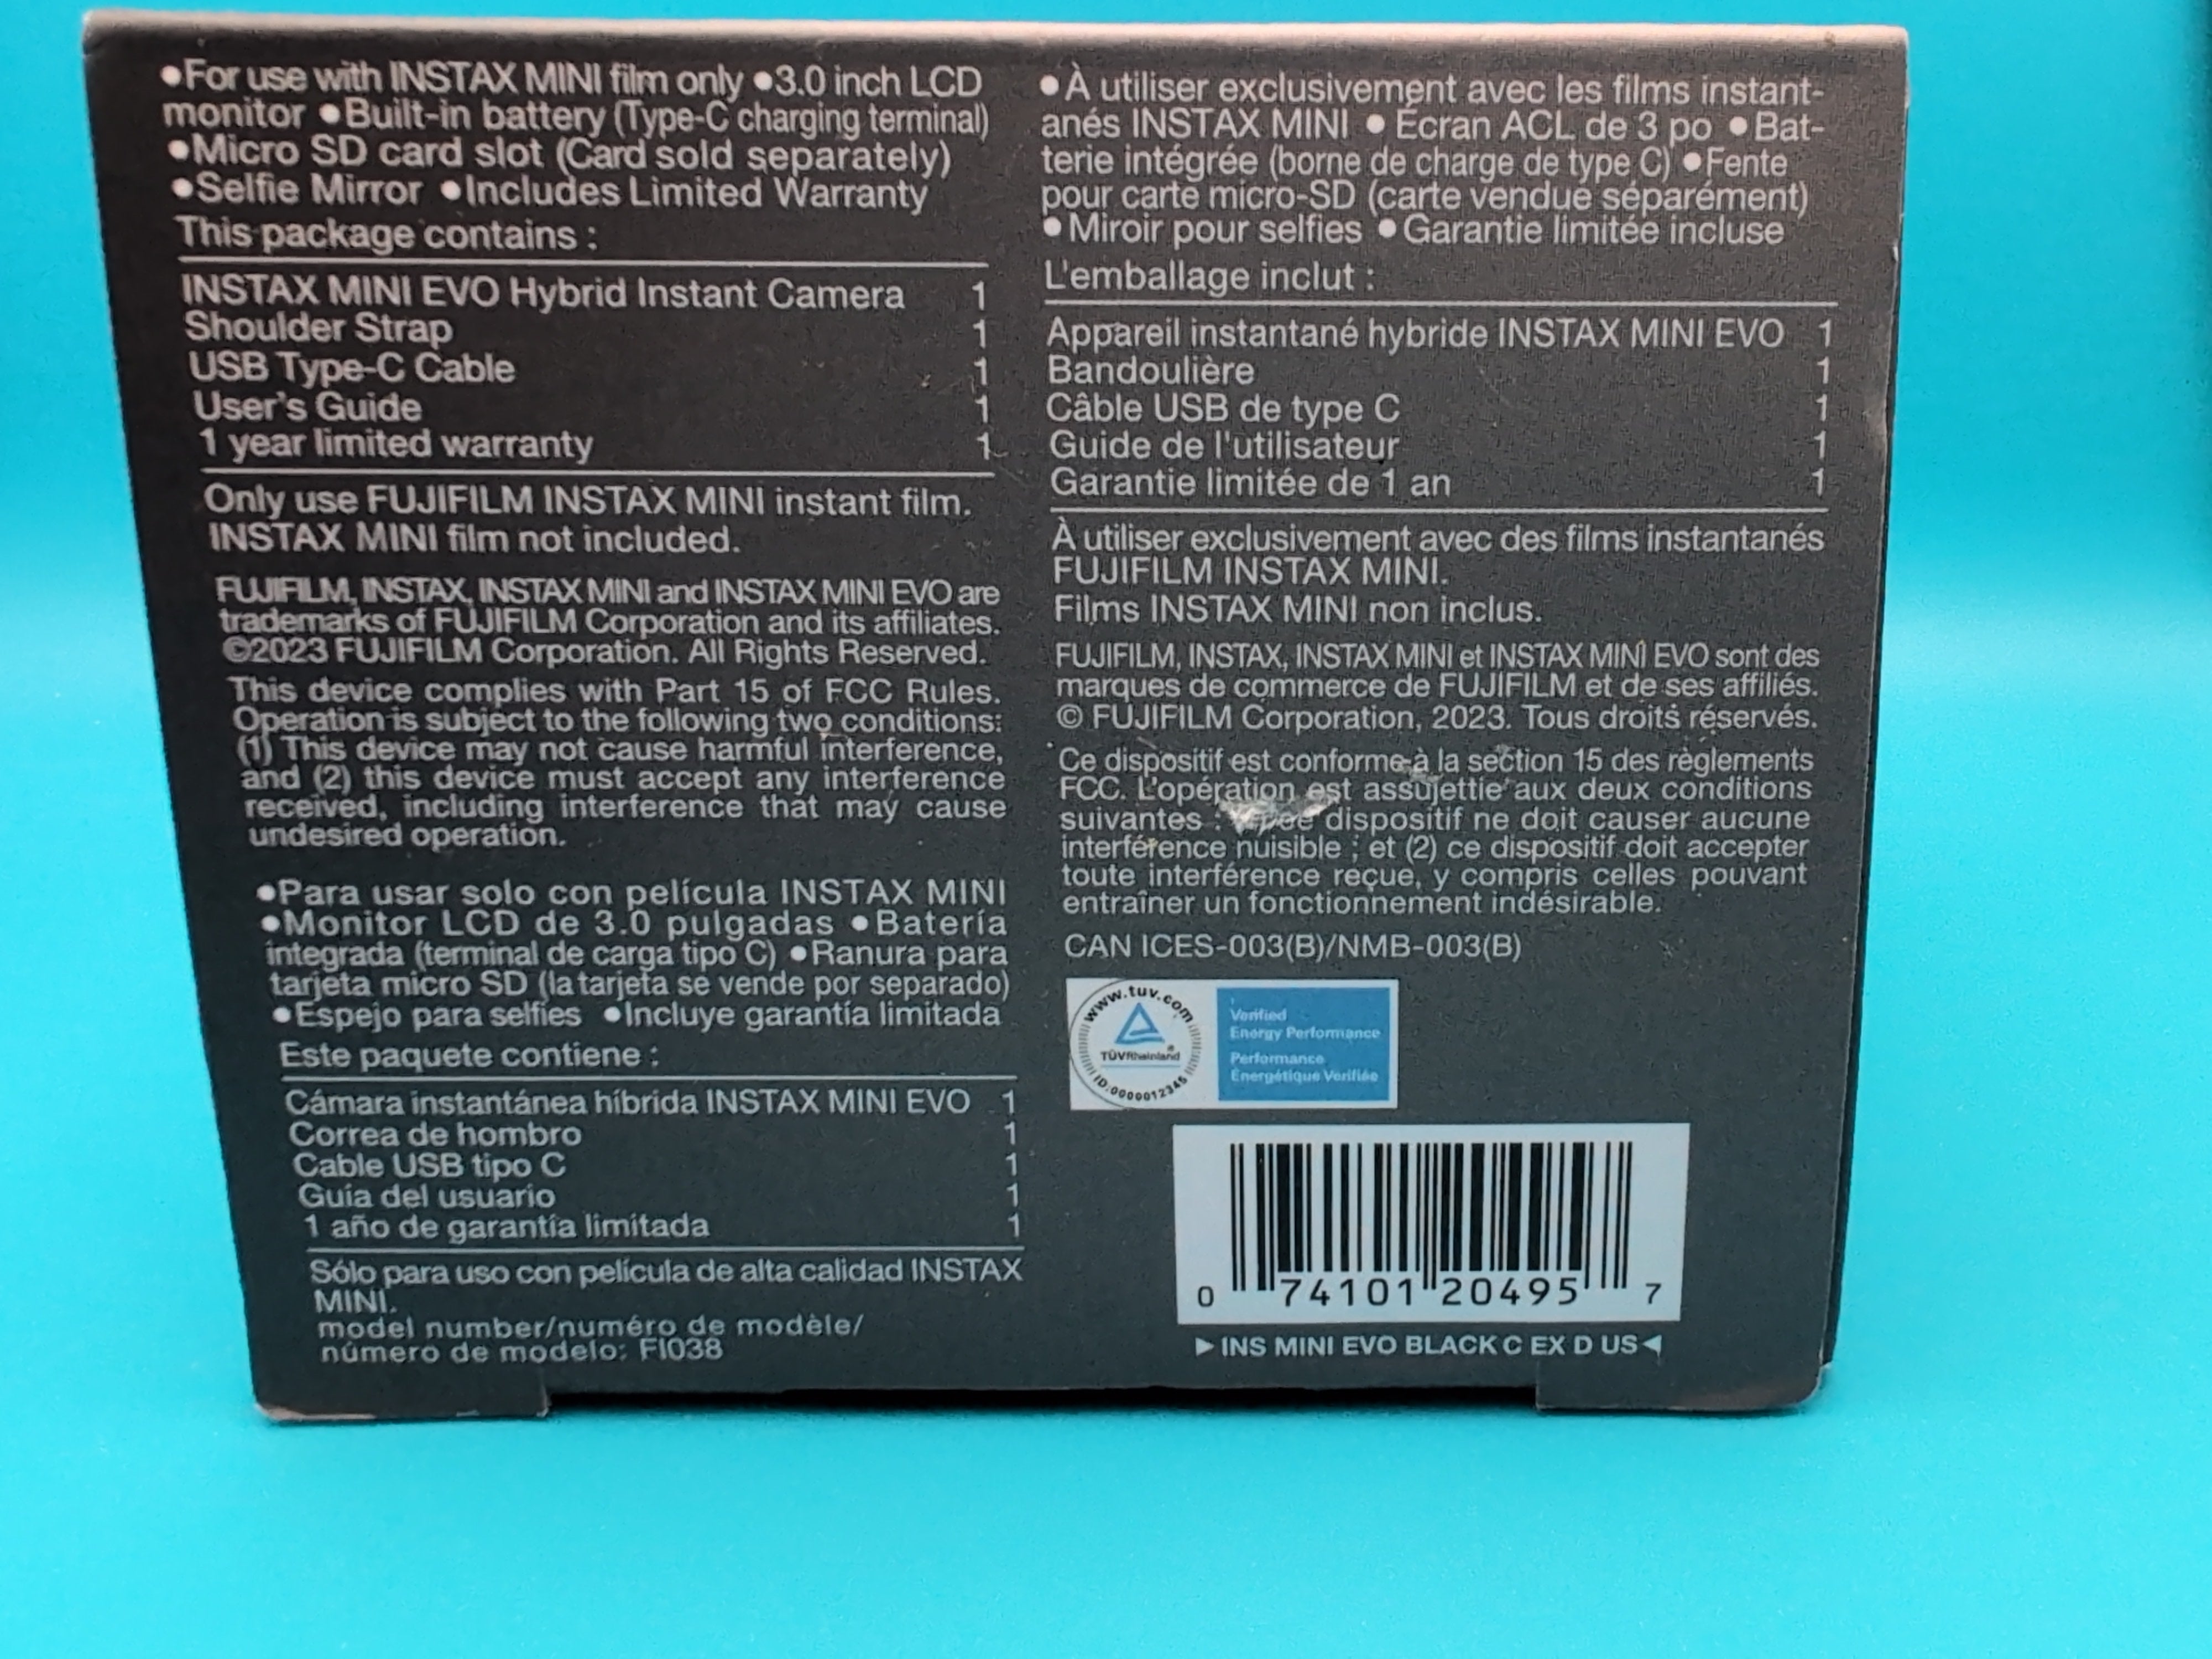 ●For use with INSTAX MINI film only ●3.0 inch LCD
monitor ●Built-in battery (Type-C charging terminal)
●Micro SD card slot (Card sold separately)
●Selfie Mirror ●Includes Limited Warranty
This package contains :
INSTAX MINI EVO Hybrid Instant Camera 1
Shoulder Strap 1
USB Type-C Cable 1
User's Guide 1
1 year limited warranty 1
Only use FUJIFILM INSTAX MINI instant film.
INSTAX MINI film not included.
FUJIFILM, INSTAX, INSTAX MINI and INSTAX MINI EVO are
trademarks of FUJIFILM Corporation and its affiliates.
©2023 FUJIFILM Corporation. All Rights Reserved.
This device complies with Part 15 of FCC Rules.
Operation is subject to the following two conditions:
(1) This device may not cause harmful interference,
and (2) this device must accept any interference
received, including interference that may cause
undesired operation.
●Para usar solo con película INSTAX MINI
●Monitor LCD de 3.0 pulgadas ●Batería
integrada (terminal de carga tipo C) ●Ranura para
tarjeta micro SD (la tarjeta se vende por separado)
●Espejo para selfies ●Incluye garantía limitada
Este paquete contiene :
Cámara instantánea híbrida INSTAX MINI EVO 1
Correa de hombro 1
Cable USB tipo C 1
Guía del usuario 1
1 año de garantía limitada 1
Sólo para uso con película de alta calidad INSTAX
MINI.
model number/numéro de modèle/
número de modelo: FI038
● À utiliser exclusivement avec les films instant-
anés INSTAX MINI ● Écran ACL de 3 po ● Bat-
terie intégrée (borne de charge de type C) ●Fente
pour carte micro-SD (carte vendue séparément)
● Miroir pour selfies ● Garantie limitée incluse
L'emballage inclut :
Appareil instantané hybride INSTAX MINI EVO 1
Bandoulière 1
Câble USB de type C 1
Guide de l'utilisateur 1
Garantie limitée de 1 an 1
À utiliser exclusivement avec des films instantanés
FUJIFILM INSTAX MINI.
Films INSTAX MINI non inclus.
FUJIFILM, INSTAX, INSTAX MINI et INSTAX MINI EVO sont des
marques de commerce de FUJIFILM et de ses affiliés.
© FUJIFILM Corporation, 2023. Tous droits réservés.
Ce dispositif est conforme à la section 15 des règlements
FCC. L'opération est assujettie aux deux conditions
suivantes : dispositif ne doit causer aucune
interférence nuisible ; et (2) ce dispositif doit accepter
toute interférence reçue, y compris celles pouvant
entraîner un fonctionnement indésirable.
CAN ICES-003(B)/NMB-003(B)
www.tuv.com
TÜVRheinland®
ID.0000012345
Verified
Energy Performance
Performance
Énergétique Vérifiée
0 74101 20495 7
►INS MINI EVO BLACK C EX D US◄